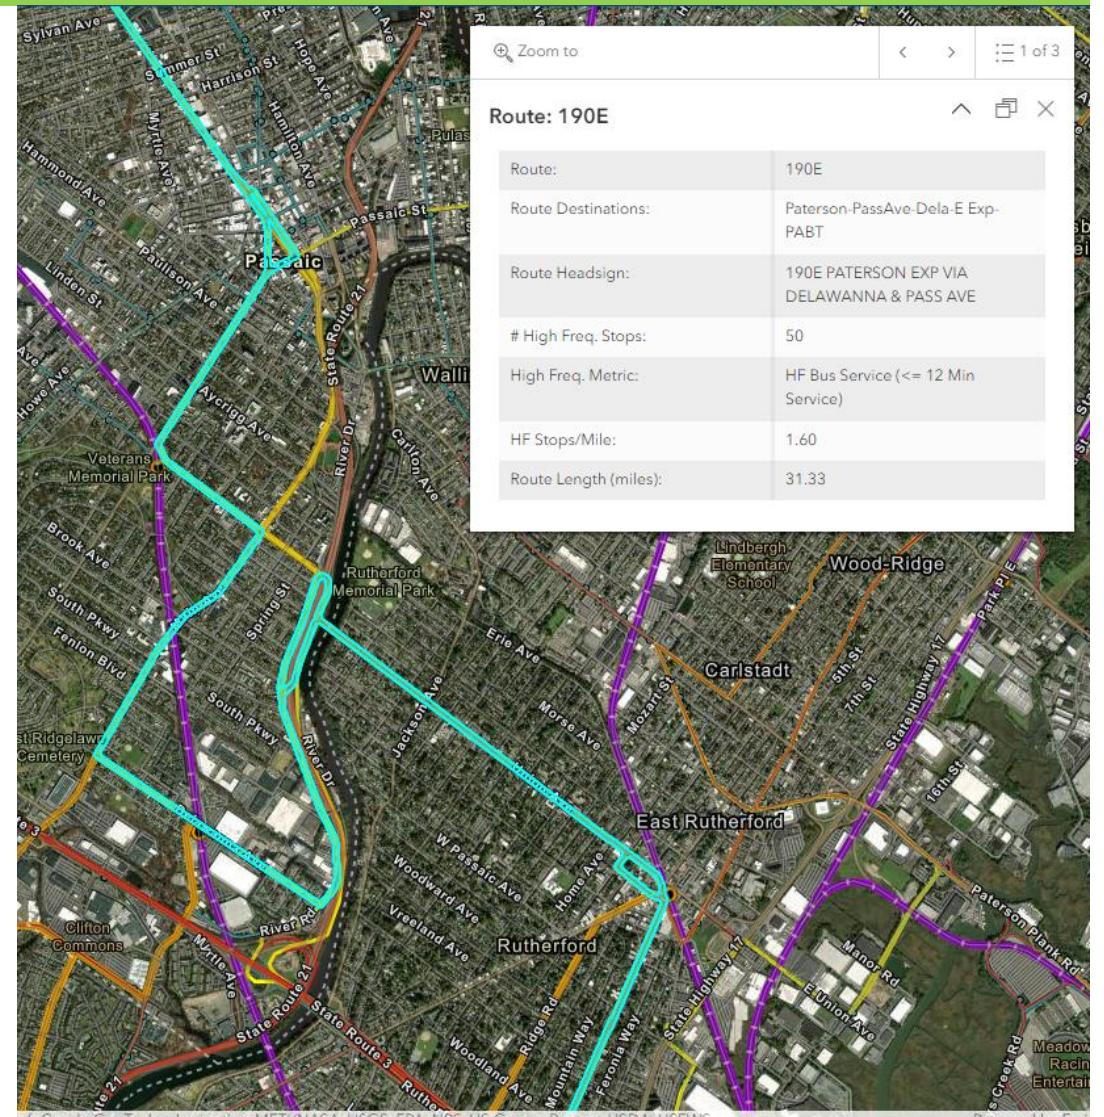 Zoom to
1 of 3
Route: 190E
Route: 190E
Route Destinations: Paterson-PassAve-Dela-E Exp-
PABT
Route Headsign: 190E PATERSON EXP VIA
DELAWANNA & PASS AVE
# High Freq. Stops: 50
High Freq. Metric: HF Bus Service (<= 12 Min
Service)
HF Stops/Mile: 1.60
Route Length (miles): 31.33
Sylvan Ave
Summer St
Harrison St
Hope Ave
Myrtle Ave
Hamilton Ave
Hammond Ave
Passaic St
Passaic
Paulison Ave
Linden St
State Route 21
Howe Ave
Aycrigg Ave
River Dr
Carlton Ave
Veterans
Memorial Park
Brook Ave
Lindbergh
Elementary
School
Wood-Ridge
Park Pl E
Rutherford
Memorial Park
South Pkwy
Spring St
Fenlon Blvd
Erie Ave
Carlstadt
5th St
7th St
State Highway 17
South Pkwy
Jackson Ave
Mozart St
Morse Ave
Cemetery
River Dr
16th St
East Rutherford
W Passaic Ave
Woodward Ave
Home Ave
Vreeland Ave
Paterson Plank Rd
Clifton
Commons
River Rd
Rutherford
Manor Rd
Myrtle Ave
State Highway 17
E Union Ave
State Route 21
State Route 3
Ridge Rd
Woodland Ave
Mountain Way
Feronia Way